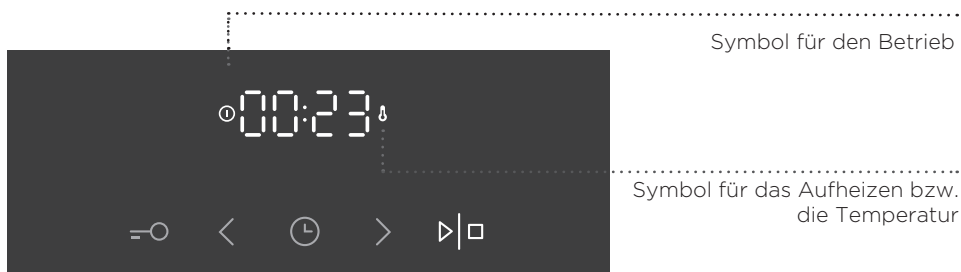 Symbol für den Betrieb
00:23
Symbol für das Aufheizen bzw.
die Temperatur